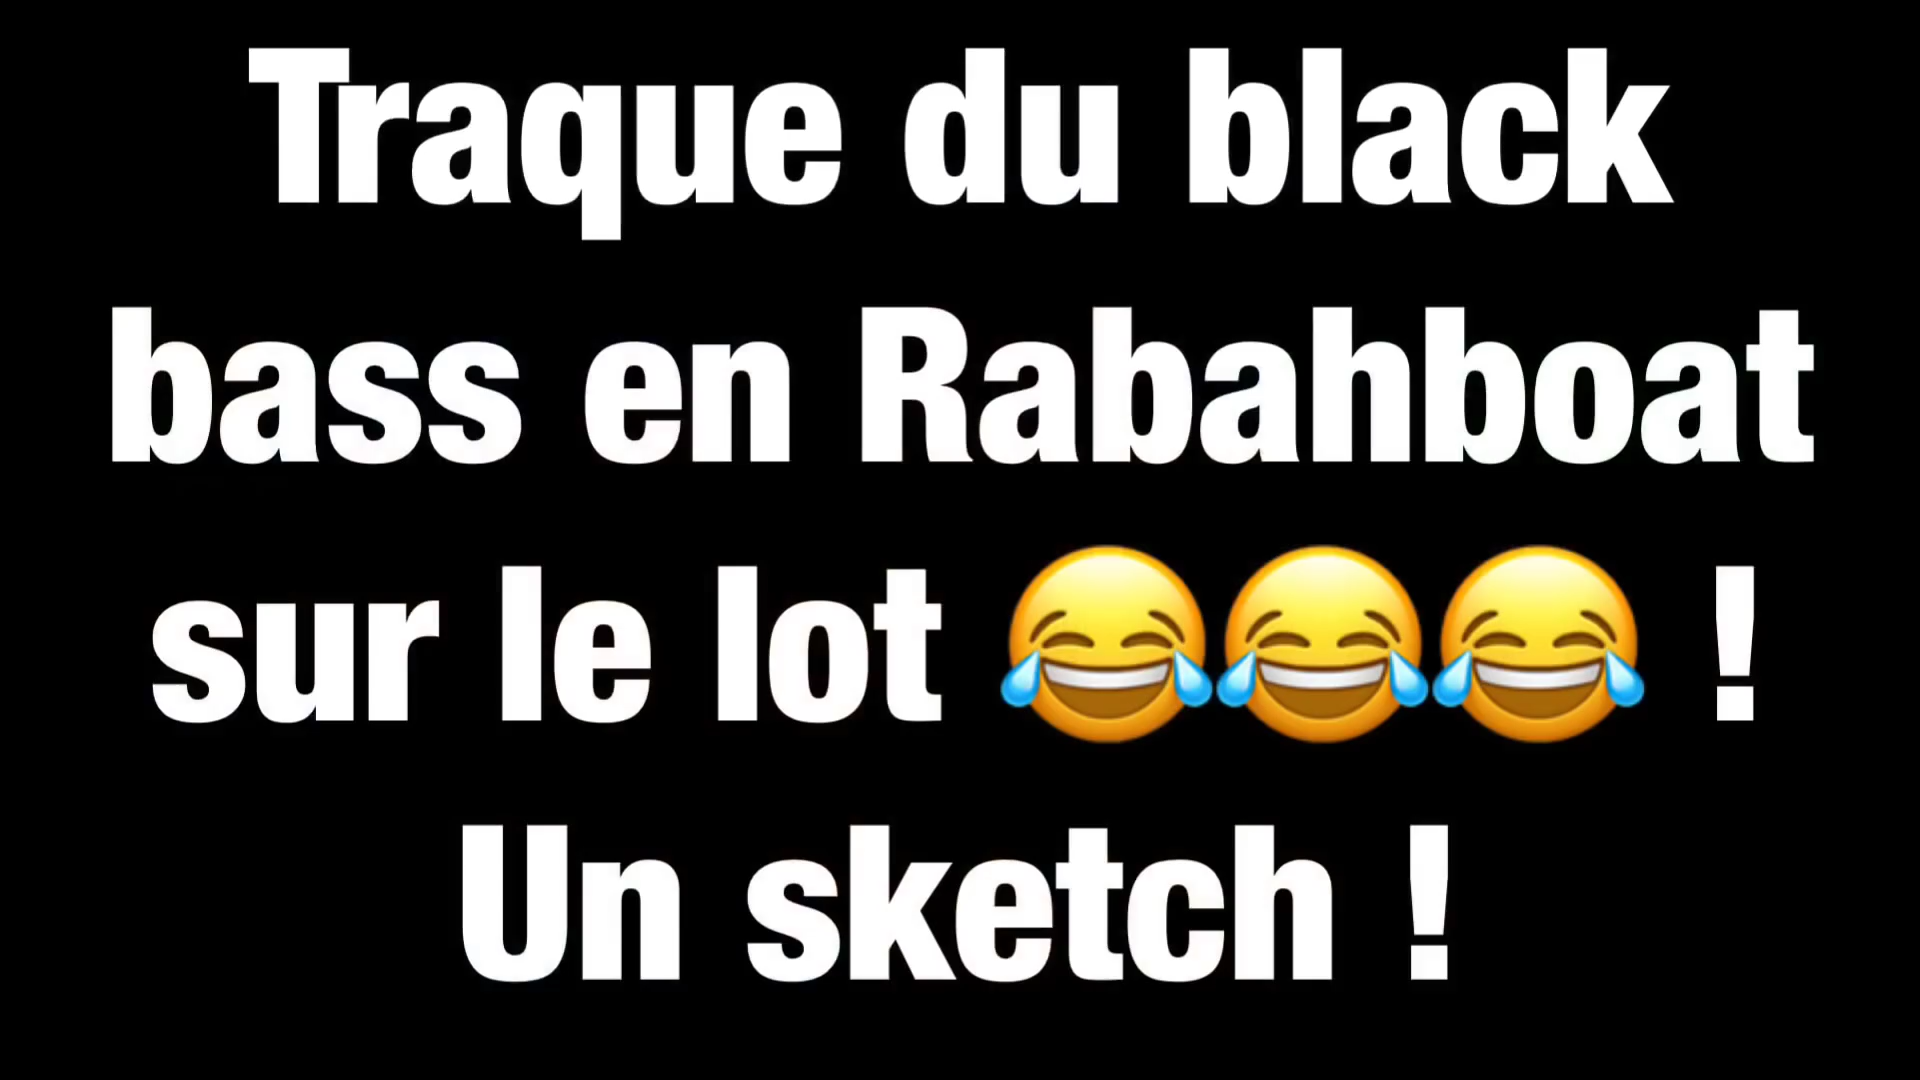 Traque du black
bass en Rabahboat
sur le lot 😂😂😂 !
Un sketch !